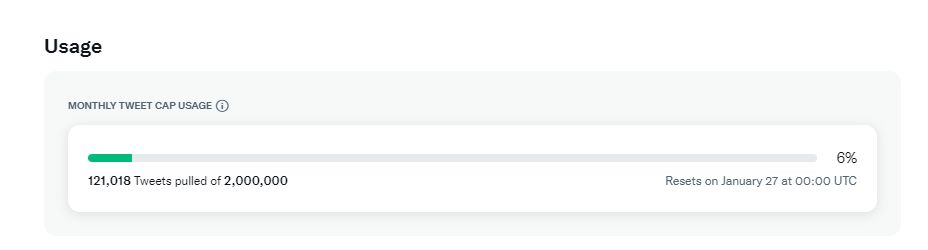 Usage
MONTHLY TWEET CAP USAGE
6%
121,018 Tweets pulled of 2,000,000 Resets on January 27 at 00:00 UTC